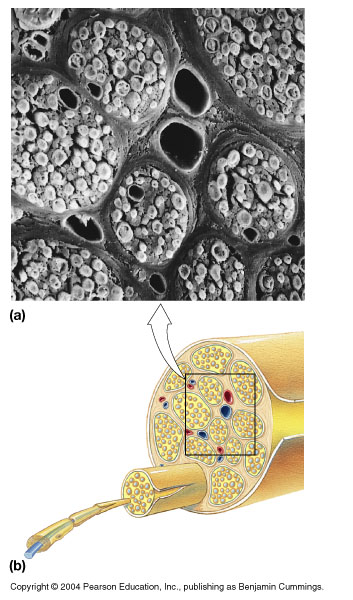 (a)
(b)
Copyright © 2004 Pearson Education, Inc., publishing as Benjamin Cummings.